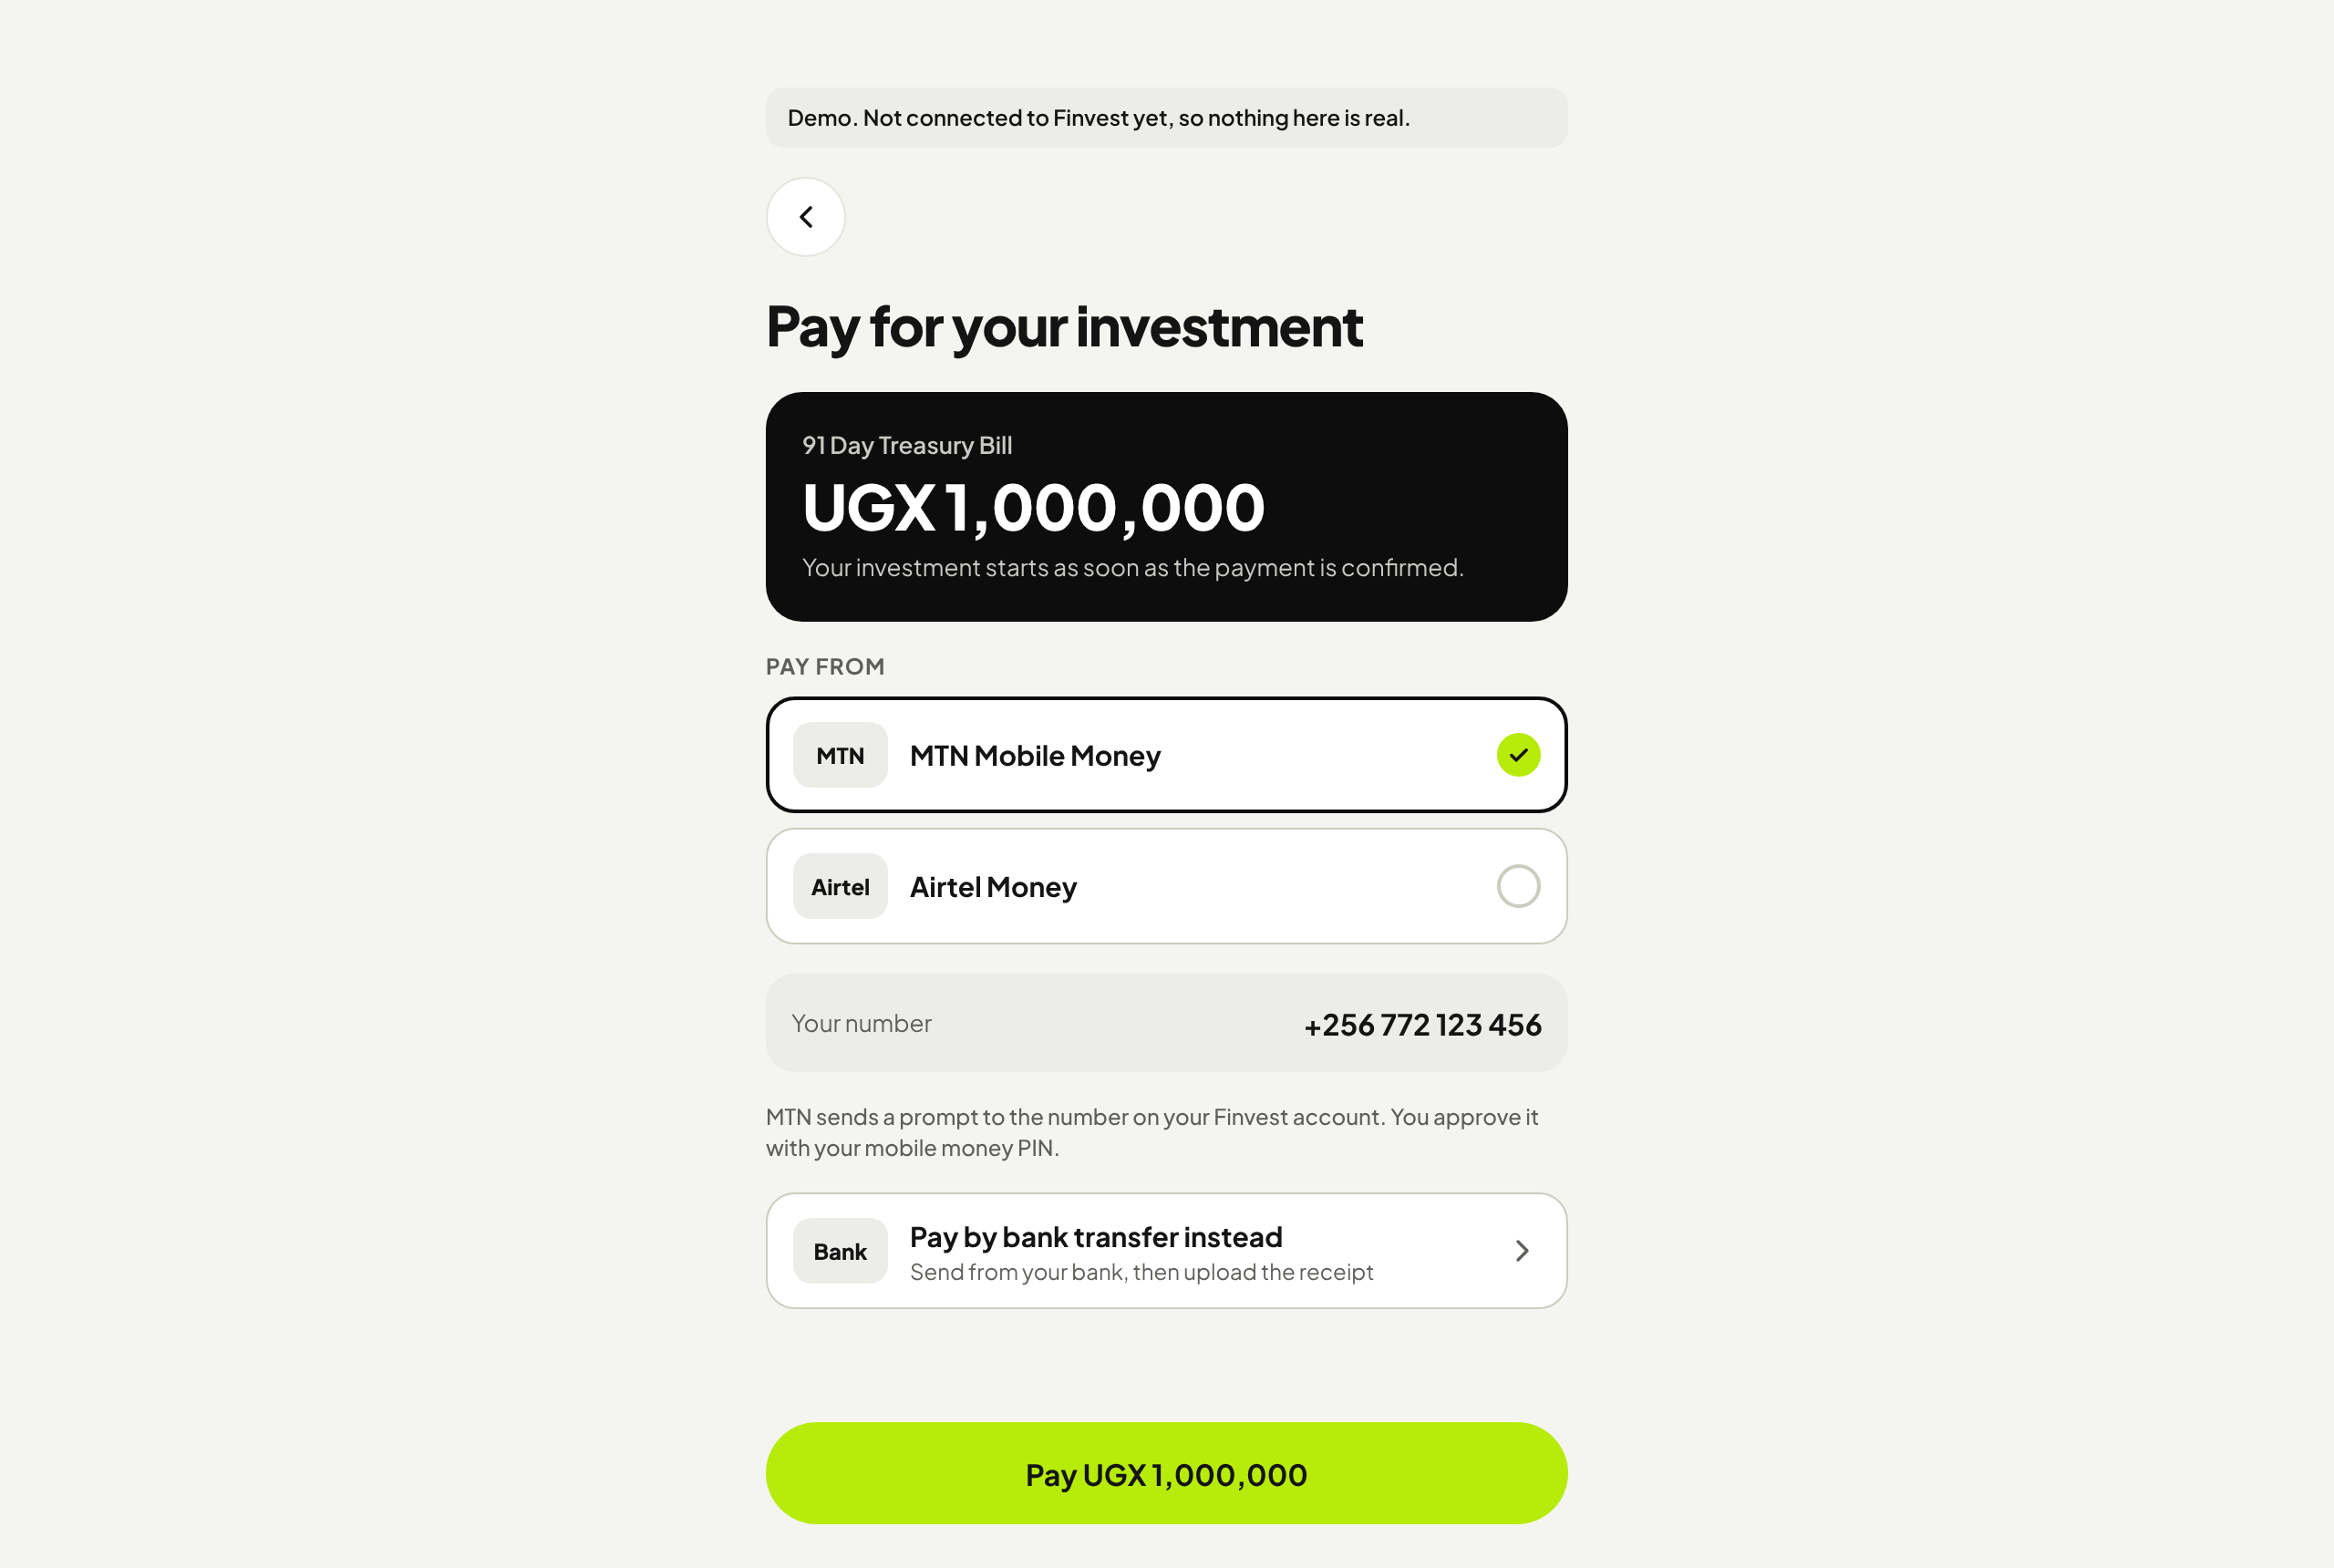 Demo. Not connected to Finvest yet, so nothing here is real.
Pay for your investment
91 Day Treasury Bill
UGX 1,000,000
Your investment starts as soon as the payment is confirmed.
PAY FROM
MTN
MTN Mobile Money
Airtel
Airtel Money
Your number
+256 772 123 456
MTN sends a prompt to the number on your Finvest account. You approve it
with your mobile money PIN.
Bank
Pay by bank transfer instead
Send from your bank, then upload the receipt
Pay UGX 1,000,000